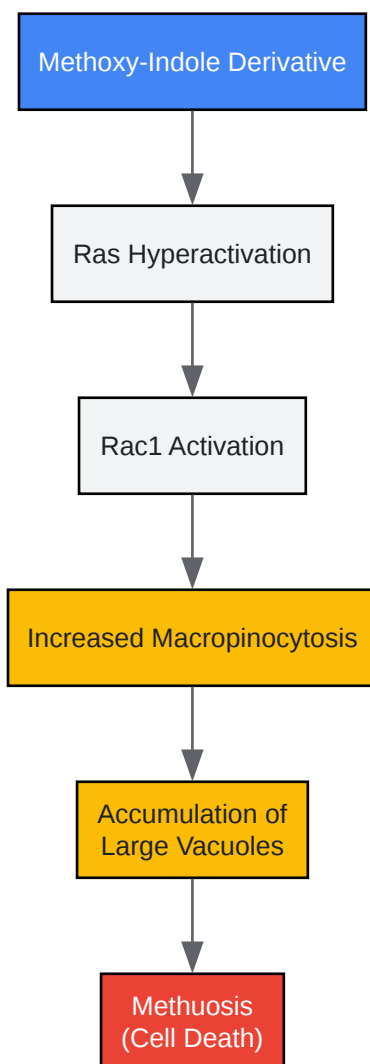 Methoxy-Indole Derivative
Ras Hyperactivation
Rac1 Activation
Increased Macropinocytosis
Accumulation of
Large Vacuoles
Methuosis
(Cell Death)